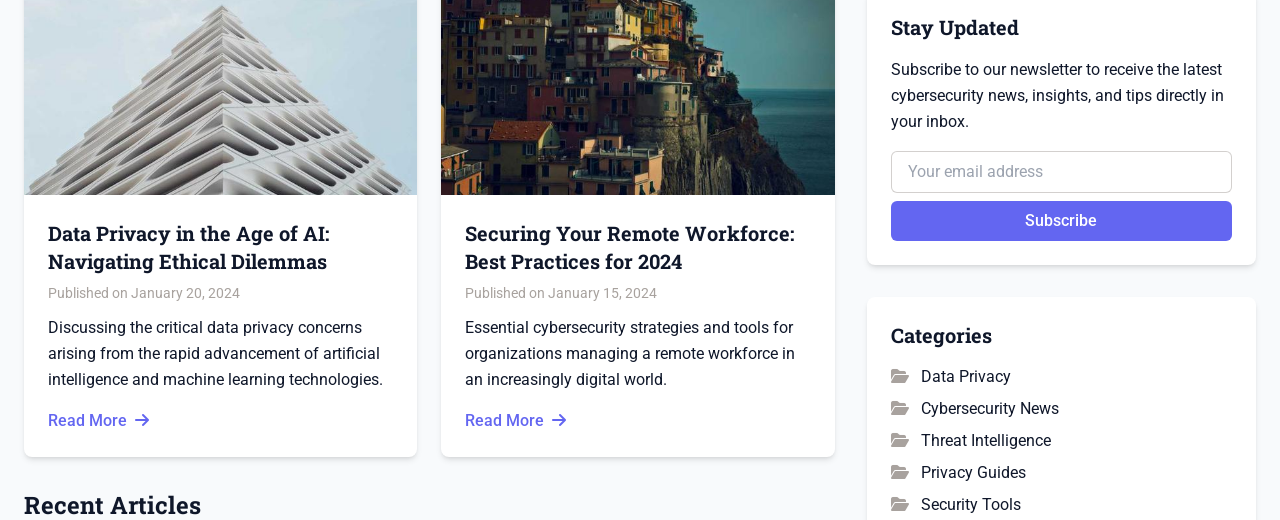 Data Privacy in the Age of AI:
Navigating Ethical Dilemmas
Published on January 20, 2024
Discussing the critical data privacy concerns
arising from the rapid advancement of artificial
intelligence and machine learning technologies.
Read More
Securing Your Remote Workforce:
Best Practices for 2024
Published on January 15, 2024
Essential cybersecurity strategies and tools for
organizations managing a remote workforce in
an increasingly digital world.
Read More
Recent Articles
Stay Updated
Subscribe to our newsletter to receive the latest
cybersecurity news, insights, and tips directly in
your inbox.
Your email address
Subscribe
Categories
Data Privacy
Cybersecurity News
Threat Intelligence
Privacy Guides
Security Tools